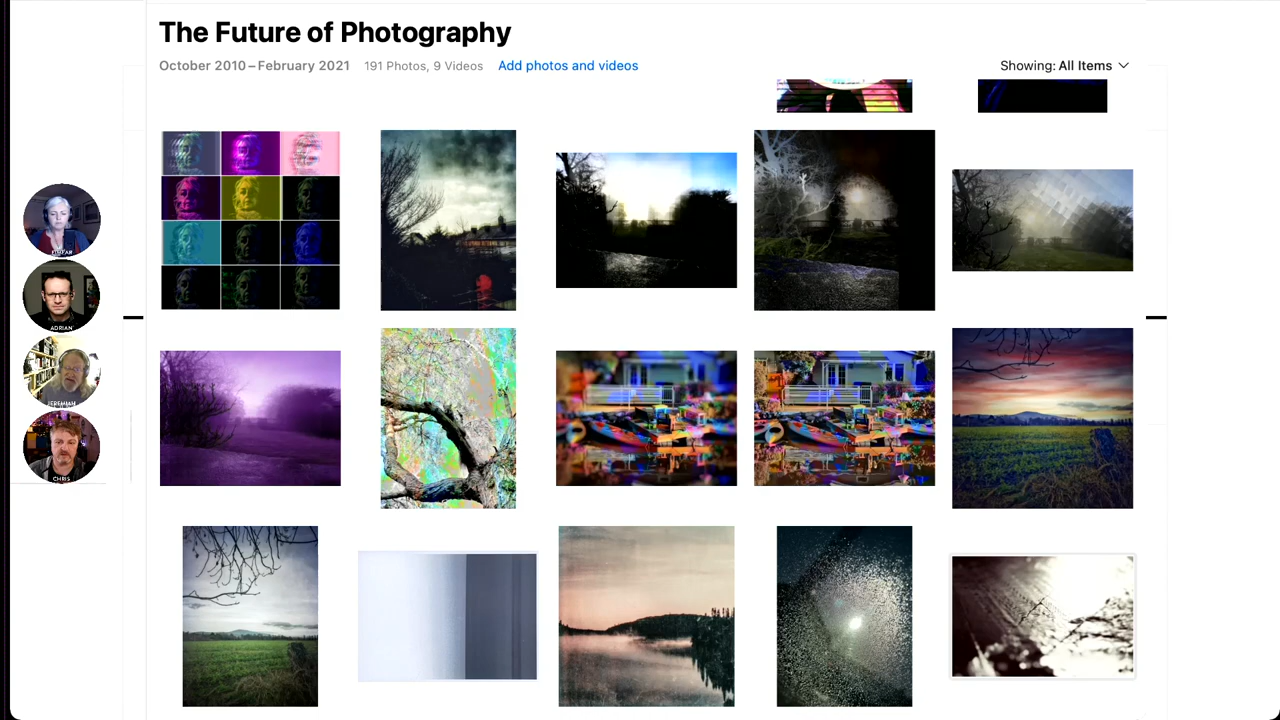 The Future of Photography
October 2010 – February 2021 191 Photos, 9 Videos Add photos and videos Showing: All Items
ADRIAN
JEREMIAH
CHRIS